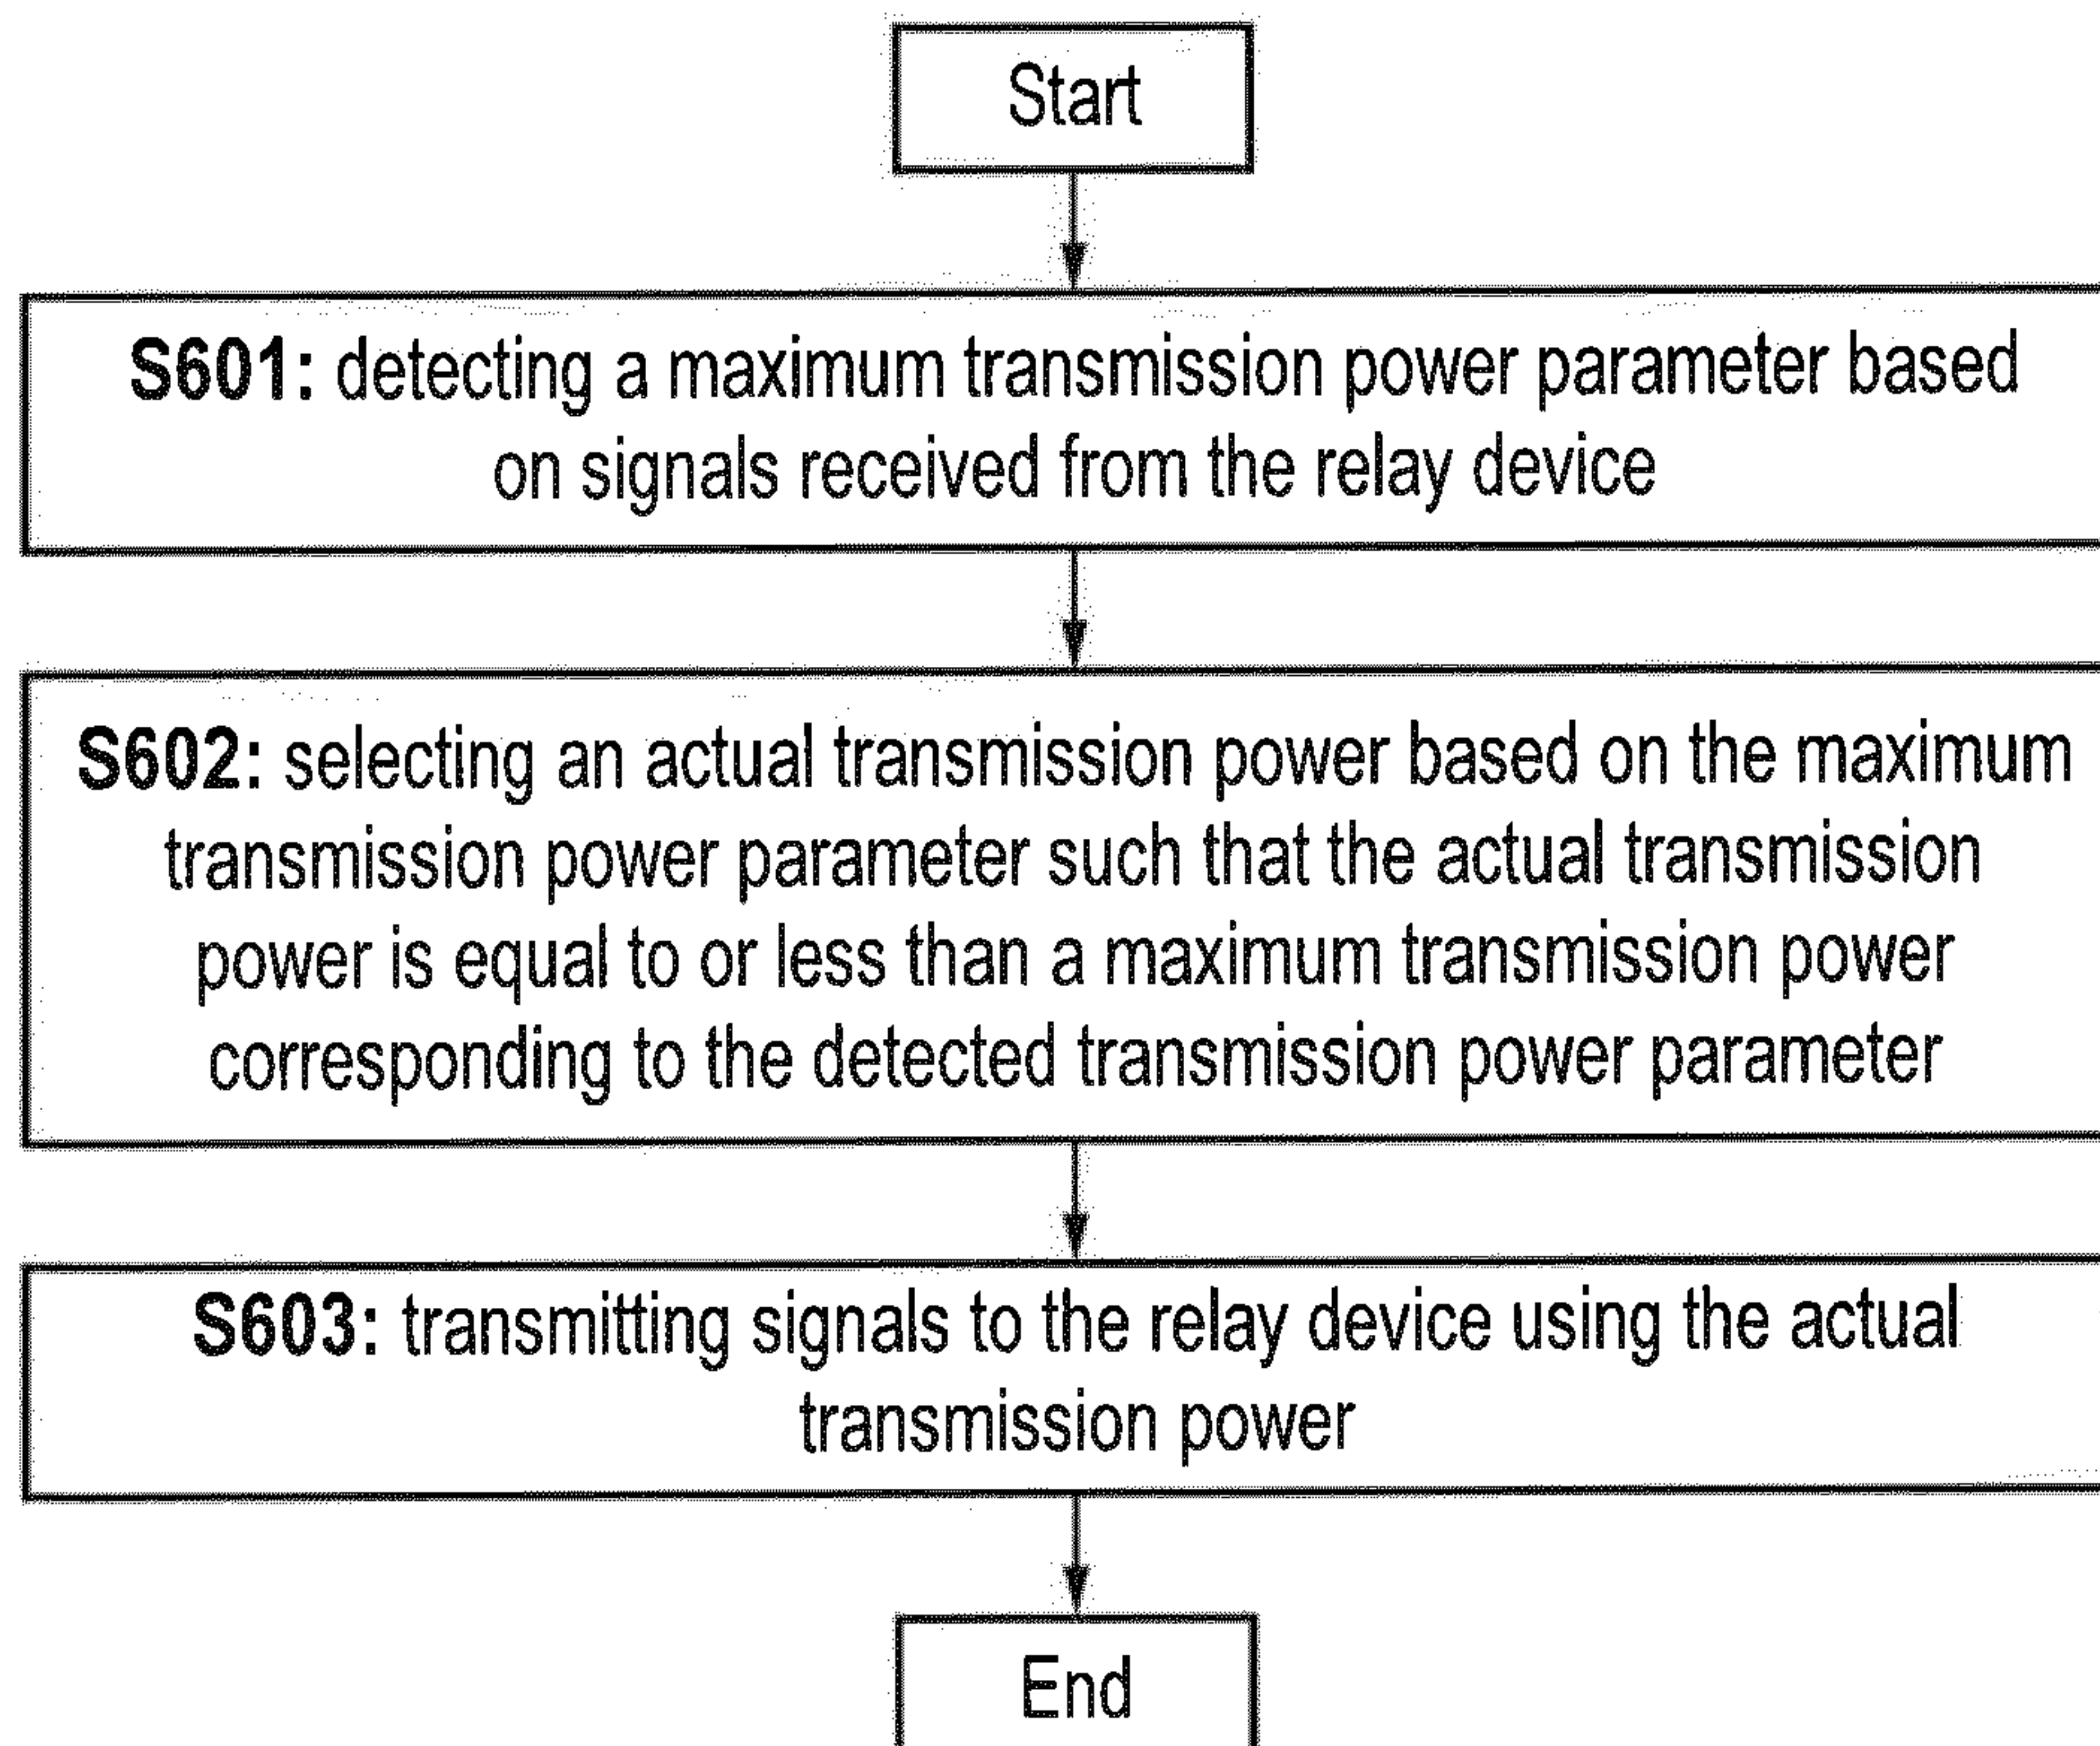 Start
S601: detecting a maximum transmission power parameter based
on signals received from the relay device
S602: selecting an actual transmission power based on the maximum
transmission power parameter such that the actual transmission
power is equal to or less than a maximum transmission power
corresponding to the detected transmission power parameter
S603: transmitting signals to the relay device using the actual
transmission power
End